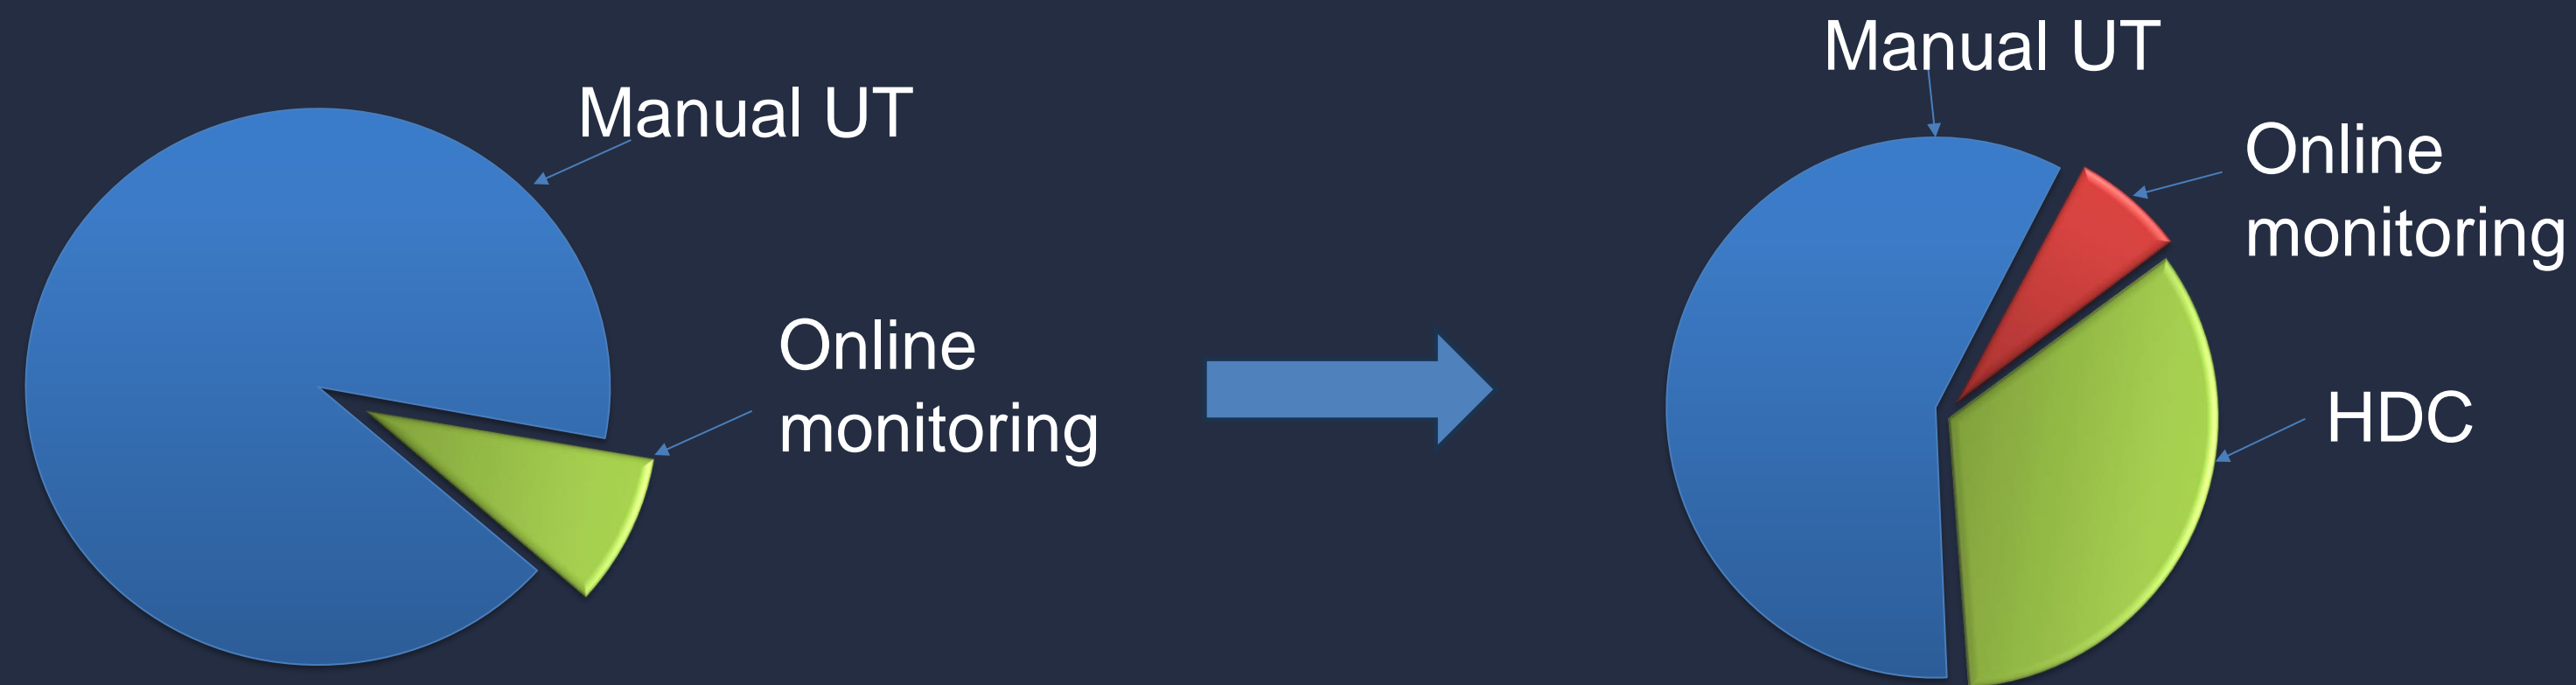 Manual UT
Online
monitoring
Manual UT
Online
monitoring
HDC